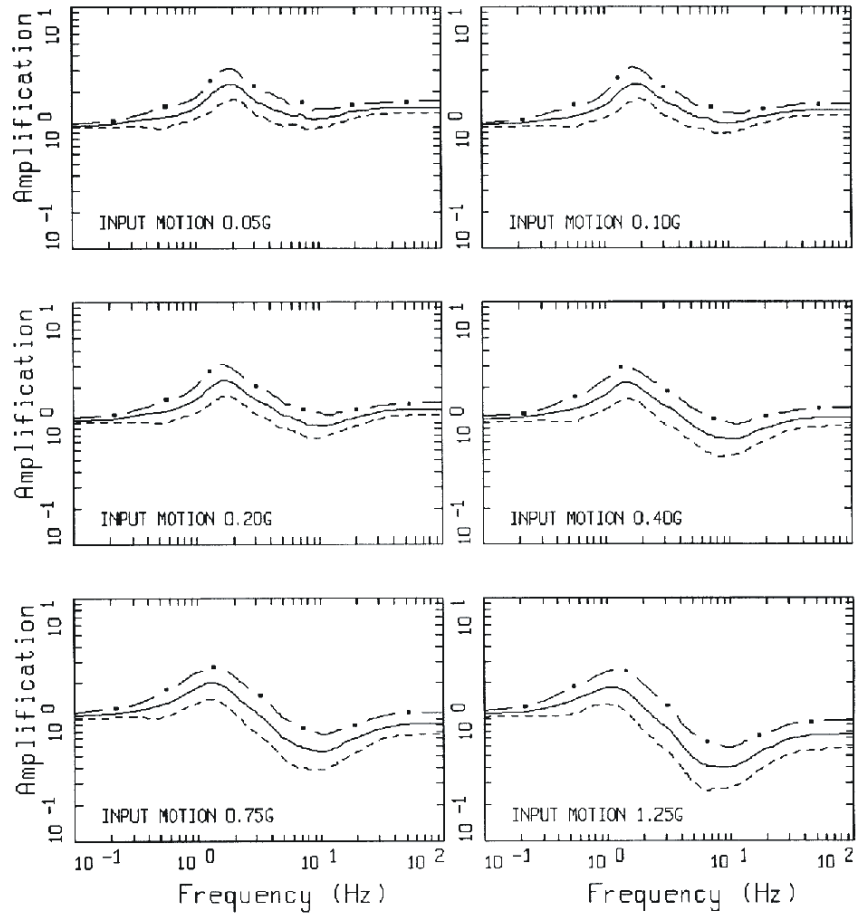 Amplification
10 1
10 0
10 -1
INPUT MOTION 0.05G
10 1
10 0
10 -1
INPUT MOTION 0.10G
Amplification
10 1
10 0
10 -1
INPUT MOTION 0.20G
10 1
10 0
10 -1
INPUT MOTION 0.40G
Amplification
10 1
10 0
10 -1
INPUT MOTION 0.75G
10 1
10 0
10 -1
INPUT MOTION 1.25G
10 -1
10 0
10 1
10 2
10 -1
10 0
10 1
10 2
Frequency (Hz)
Frequency (Hz)